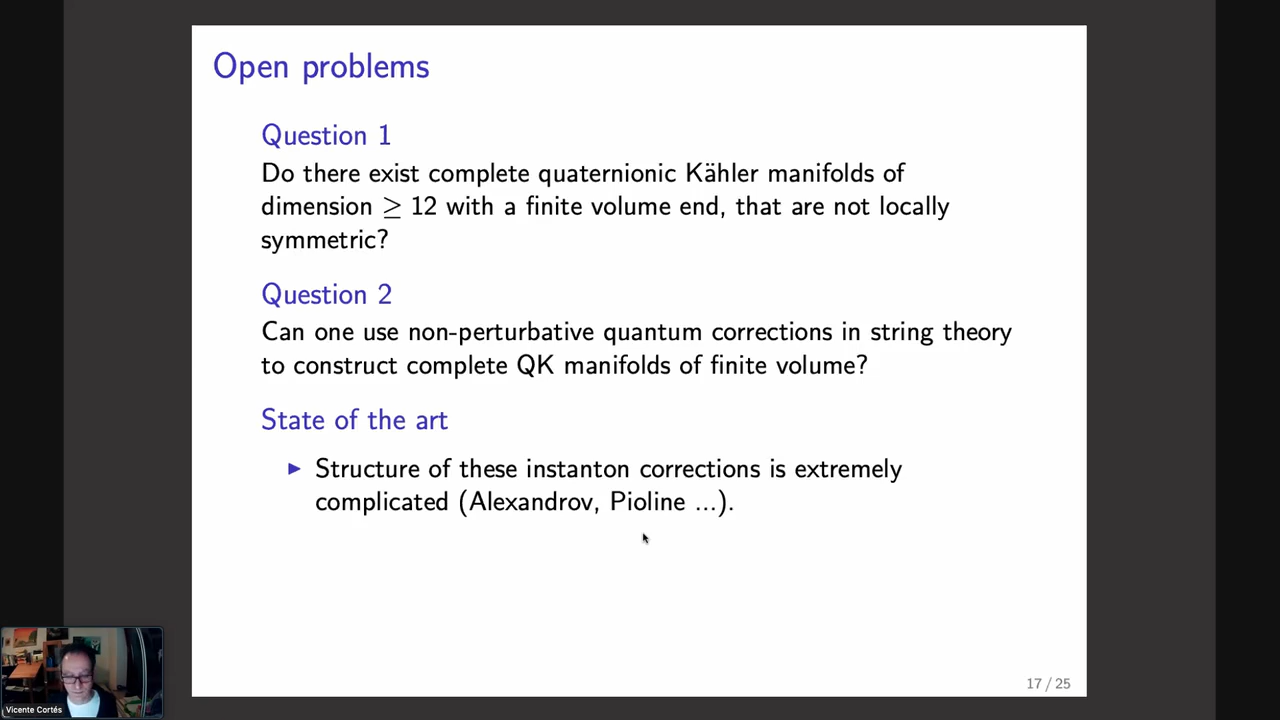 Open problems
Question 1
Do there exist complete quaternionic Kähler manifolds of
dimension ≥ 12 with a finite volume end, that are not locally
symmetric?
Question 2
Can one use non-perturbative quantum corrections in string theory
to construct complete QK manifolds of finite volume?
State of the art
▶ Structure of these instanton corrections is extremely
complicated (Alexandrov, Pioline ...).
17 / 25
Vicente Cortés